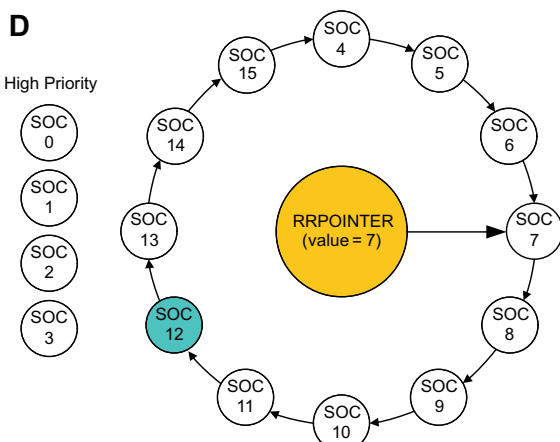 D
High Priority
SOC
0
SOC
1
SOC
2
SOC
3
SOC
4
SOC
5
SOC
6
SOC
7
SOC
8
SOC
9
SOC
10
SOC
11
SOC
12
SOC
13
SOC
14
SOC
15
RRPOINTER
(value = 7)